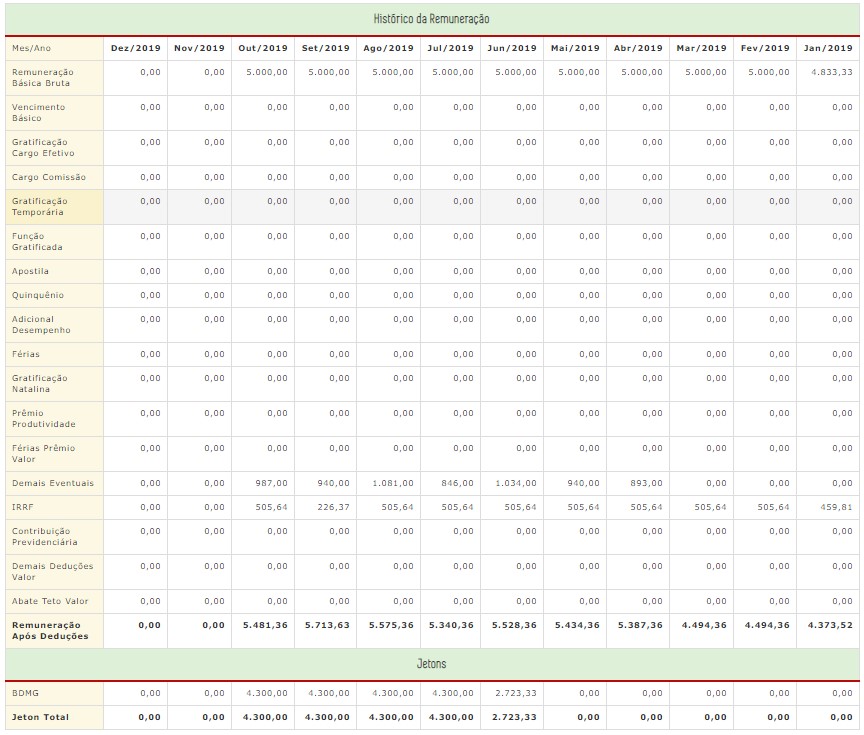 Histórico da Remuneração
Mes/Ano Dez/2019 Nov/2019 Out/2019 Set/2019 Ago/2019 Jul/2019 Jun/2019 Mai/2019 Abr/2019 Mar/2019 Fev/2019 Jan/2019
Remuneração 0,00 0,00 5.000,00 5.000,00 5.000,00 5.000,00 5.000,00 5.000,00 5.000,00 5.000,00 5.000,00 4.833,33
Básica Bruta
Vencimento 0,00 0,00 0,00 0,00 0,00 0,00 0,00 0,00 0,00 0,00 0,00 0,00
Básico
Gratificação 0,00 0,00 0,00 0,00 0,00 0,00 0,00 0,00 0,00 0,00 0,00 0,00
Cargo Efetivo
Cargo Comissão 0,00 0,00 0,00 0,00 0,00 0,00 0,00 0,00 0,00 0,00 0,00 0,00
Gratificação 0,00 0,00 0,00 0,00 0,00 0,00 0,00 0,00 0,00 0,00 0,00 0,00
Temporária
Função 0,00 0,00 0,00 0,00 0,00 0,00 0,00 0,00 0,00 0,00 0,00 0,00
Gratificada
Apostila 0,00 0,00 0,00 0,00 0,00 0,00 0,00 0,00 0,00 0,00 0,00 0,00
Quinquênio 0,00 0,00 0,00 0,00 0,00 0,00 0,00 0,00 0,00 0,00 0,00 0,00
Adicional 0,00 0,00 0,00 0,00 0,00 0,00 0,00 0,00 0,00 0,00 0,00 0,00
Desempenho
Férias 0,00 0,00 0,00 0,00 0,00 0,00 0,00 0,00 0,00 0,00 0,00 0,00
Gratificação 0,00 0,00 0,00 0,00 0,00 0,00 0,00 0,00 0,00 0,00 0,00 0,00
Natalina
Prêmio 0,00 0,00 0,00 0,00 0,00 0,00 0,00 0,00 0,00 0,00 0,00 0,00
Produtividade
Férias Prêmio 0,00 0,00 0,00 0,00 0,00 0,00 0,00 0,00 0,00 0,00 0,00 0,00
Valor
Demais Eventuais 0,00 0,00 987,00 940,00 1.081,00 846,00 1.034,00 940,00 893,00 0,00 0,00 0,00
IRRF 0,00 0,00 505,64 226,37 505,64 505,64 505,64 505,64 505,64 505,64 505,64 459,81
Contribuição 0,00 0,00 0,00 0,00 0,00 0,00 0,00 0,00 0,00 0,00 0,00 0,00
Previdenciária
Demais Deduções 0,00 0,00 0,00 0,00 0,00 0,00 0,00 0,00 0,00 0,00 0,00 0,00
Valor
Abate Teto Valor 0,00 0,00 0,00 0,00 0,00 0,00 0,00 0,00 0,00 0,00 0,00 0,00
Remuneração 0,00 0,00 5.481,36 5.713,63 5.575,36 5.340,36 5.528,36 5.434,36 5.387,36 4.494,36 4.494,36 4.373,52
Após Deduções
Jetons
BDMG 0,00 0,00 4.300,00 4.300,00 4.300,00 4.300,00 2.723,33 0,00 0,00 0,00 0,00 0,00
Jeton Total 0,00 0,00 4.300,00 4.300,00 4.300,00 4.300,00 2.723,33 0,00 0,00 0,00 0,00 0,00